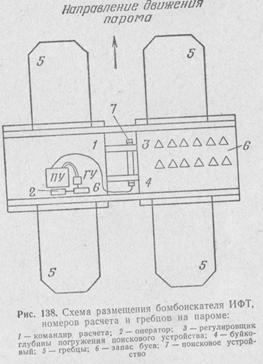 Направление движения
парома
5
5
7
1
3
6
ПУ
ГУ
2
6
4
5
5
Рис. 138. Схема размещения бомбоискателя ИФТ,
номеров расчета и гребцов на пароме:
1 — командир расчета; 2 — оператор; 3 — регулировщик
глубины погружения поискового устройства; 4 — буйко-
вый; 5 — гребцы; 6 — запас буев; 7 — поисковое устрой-
ство